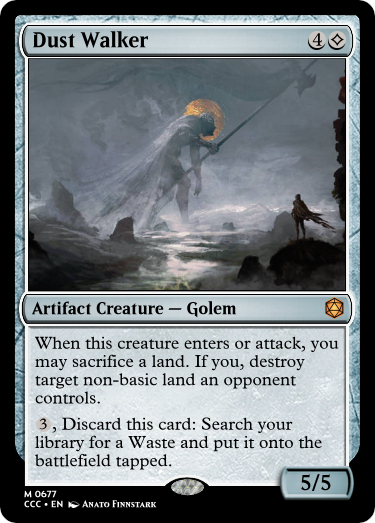 Dust Walker 4
Artifact Creature — Golem
When this creature enters or attack, you
may sacrifice a land. If you, destroy
target non-basic land an opponent
controls.
3, Discard this card: Search your
library for a Waste and put it onto the
battlefield tapped.
5/5
M 0677
CCC • EN Anato Finnstark